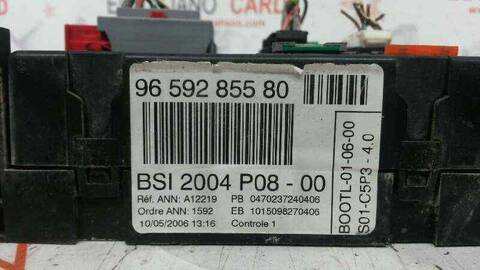 96 592 855 80
BSI 2004 P08 - 00
Réf. ANN: A12219 PB 0470237240406
Ordre ANN: 1592 EB 1015098270406
10/05/2006 13:16 Controle 1
BOOTL-01-06-00
S01-C5P3 - 4.0